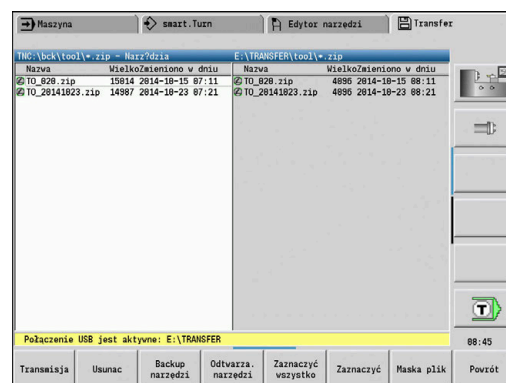 Maszyna smart.Turn Edytor narzędzi Transfer
TNC:\bck\tool\*.zip - Narz?dzia E:\TRANSFER\tool\*.zip
Nazwa WielkoZmieniono w dniu Nazwa WielkoZmieniono w dniu
TO_020.zip 15014 2014-10-15 07:11 TO_020.zip 4096 2014-10-15 08:11
TO_20141023.zip 14987 2014-10-23 07:21 TO_20141023.zip 4096 2014-10-23 08:21
T
Połączenie USB jest aktywne: E:\TRANSFER
08:45
Transmisja Usunac Backup narzędzi Odtwarza. narzędzi Zaznaczyć wszystko Zaznaczyć Maska plik Powrót